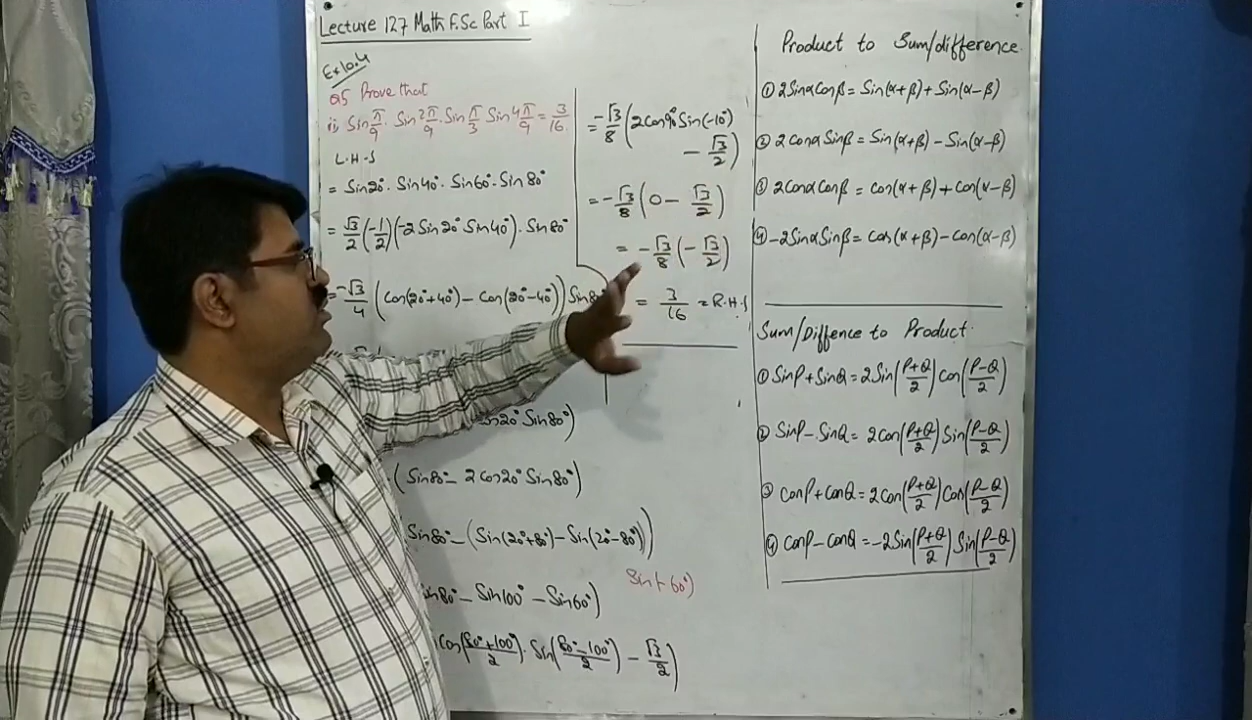 Lecture 127 Math F.Sc Part I
Ex 10.4
Q5 Prove that
ii) Sin π/9 . Sin 2π/9 . Sin π/3 Sin 4π/9 = 3/16
L.H.S
= Sin20° . Sin40° . Sin60° . Sin80°
= √3/2 (-1/2)(-2 Sin20° Sin40°) . Sin80°
= -√3/4 (Cos(20°+40°) - Cos(20°-40°)) Sin80°
Sin80°)
(Sin80° - 2 Cos20° Sin80°)
Sin80° - (Sin(20°+80°) - Sin(20°-80°))
Sin(-60°)
Sin80° - Sin100° - Sin60°)
Cos(80°+100°/2) . Sin(80°-100°/2) - √3/2)
= -√3/8 (2Cos90° Sin(-10°)
- √3/2)
= -√3/8 (0 - √3/2)
= -√3/8 (-√3/2)
= 3/16 = R.H.S
Product to Sum/difference
① 2SinαCosβ = Sin(α+β) + Sin(α-β)
② 2CosαSinβ = Sin(α+β) - Sin(α-β)
③ 2CosαCosβ = Cos(α+β) + Cos(α-β)
④ -2SinαSinβ = Cos(α+β) - Cos(α-β)
Sum/Diffence to Product
① SinP + SinQ = 2Sin(P+Q/2) Cos(P-Q/2)
② SinP - SinQ = 2Cos(P+Q/2) Sin(P-Q/2)
③ CosP + CosQ = 2Cos(P+Q/2) Cos(P-Q/2)
④ CosP - CosQ = -2Sin(P+Q/2) Sin(P-Q/2)